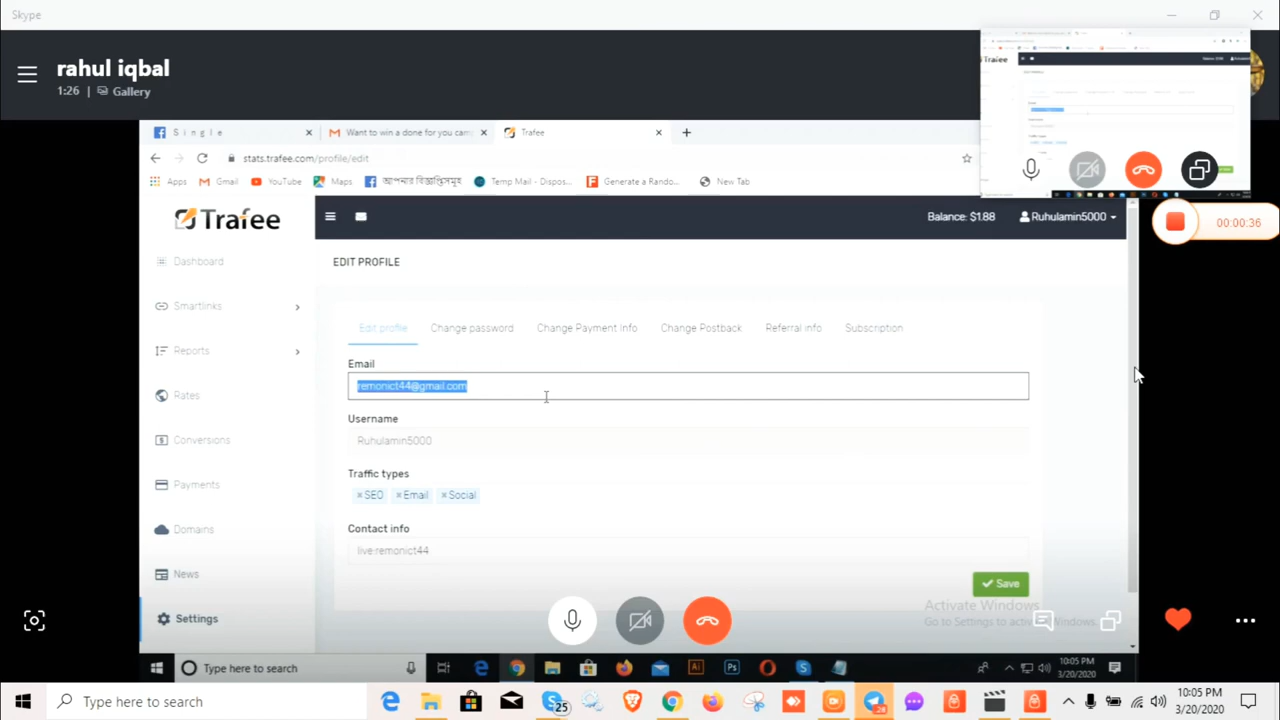 Skype
rahul iqbal
1:26 | Gallery
Single
Want to win a done for you cam
Trafee
stats.trafee.com/profile/edit
Apps Gmail YouTube Maps আপনার বিজ্ঞপ্তিসমূহ Temp Mail - Dispos... Generate a Rando... New Tab
Trafee
Balance: $1.88 Ruhulamin5000
00:00:36
Dashboard
Smartlinks
Reports
Rates
Conversions
Payments
Domains
News
Settings
EDIT PROFILE
Edit profile Change password Change Payment Info Change Postback Referral info Subscription
Email
remonict44@gmail.com
Username
Ruhulamin5000
Traffic types
× SEO × Email × Social
Contact info
live:remonict44
Save
Activate Windows
Go to Settings to activ Windows.
Type here to search
10:05 PM
3/20/2020
Type here to search
25
10:05 PM
3/20/2020